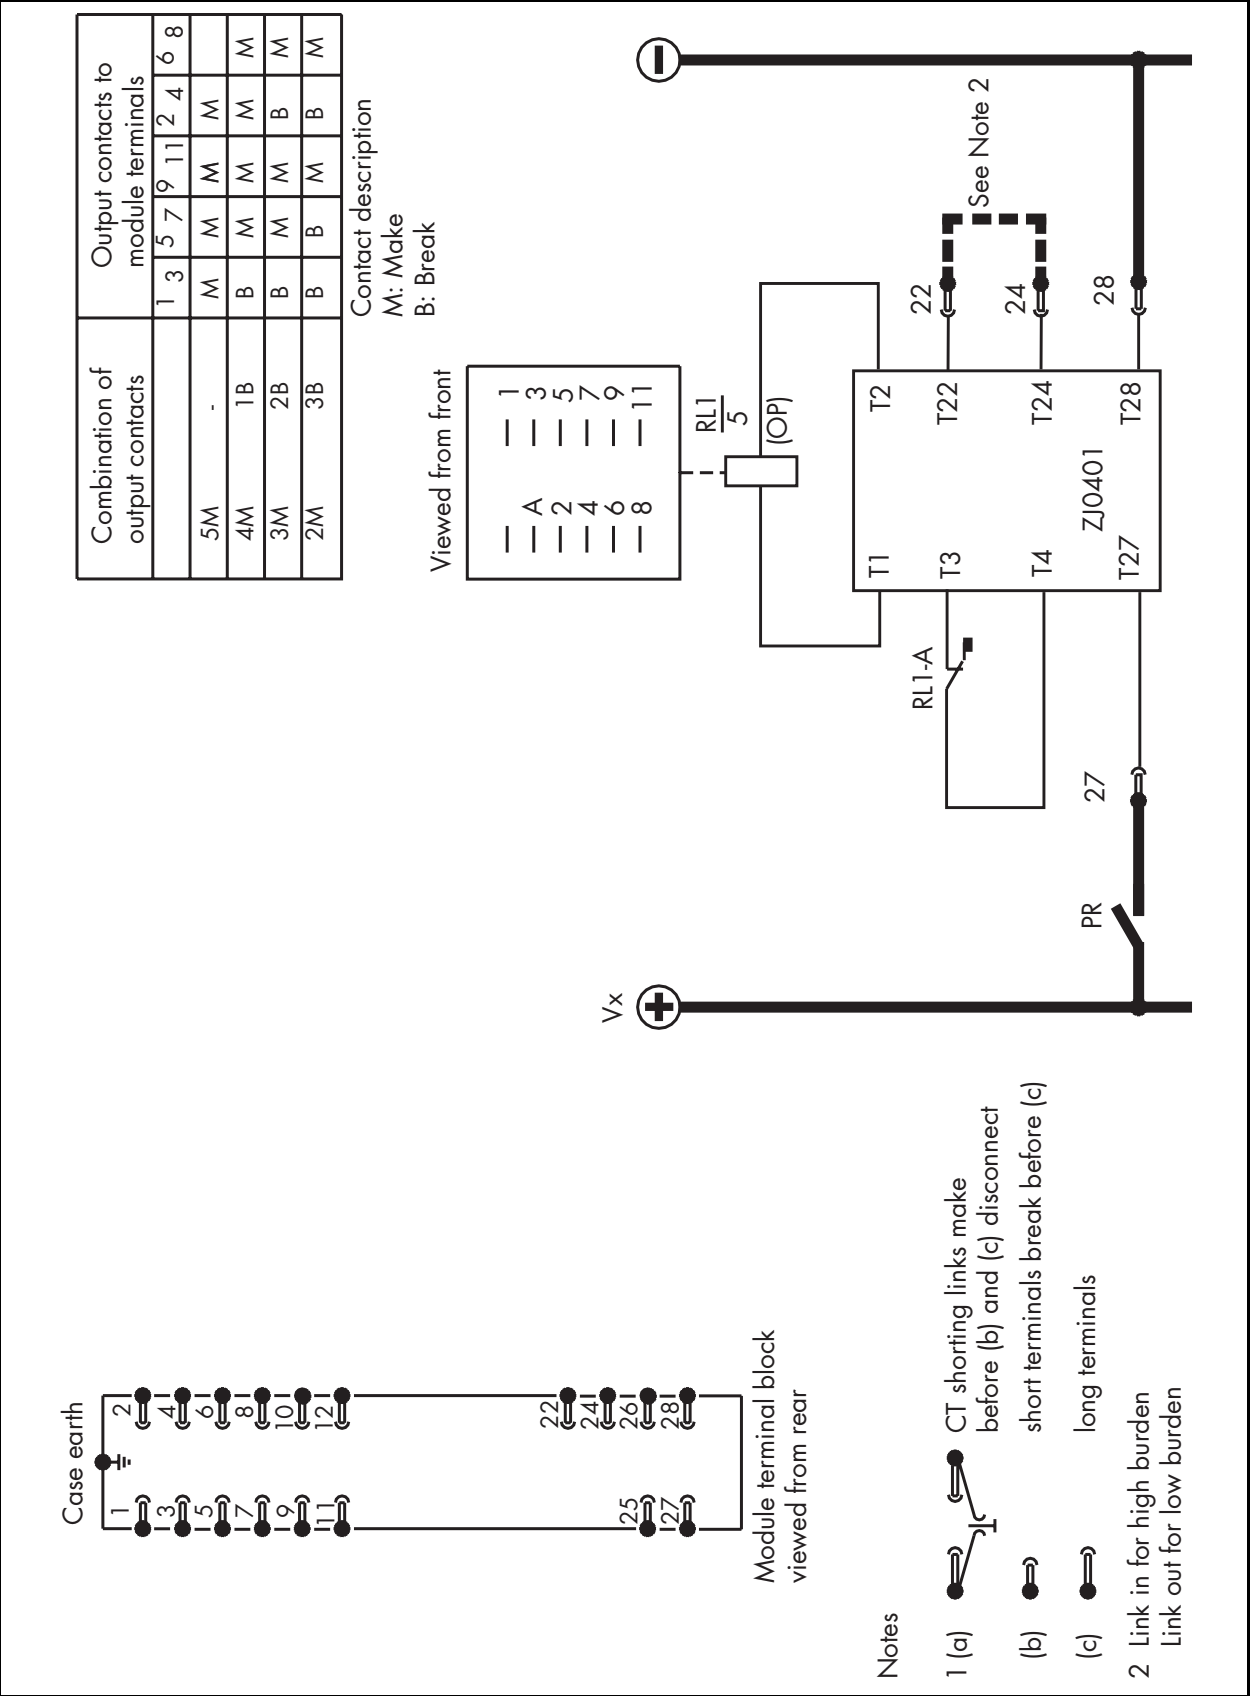 Case earth
1 2
3 4
5 6
7 8
9 10
11 12
22
24
25 26
27 28
Module terminal block
viewed from rear
Combination of
output contacts
Output contacts to
module terminals
1 3 5 7 9 11 2 4 6 8
5M - M M M M
4M 1B B M M M M
3M 2B B M M B M
2M 3B B B M B M
Contact description
M: Make
B: Break
Viewed from front
1
A 3
2 5
4 7
6 9
8 11
Vx
RL1
5
(OP)
RL1-A
T1 T2
T3 T22
T4 T24
ZJ0401
T27 T28
22
24
See Note 2
28
27
PR
Notes
1 (a) CT shorting links make
before (b) and (c) disconnect
(b) short terminals break before (c)
(c) long terminals
2 Link in for high burden
Link out for low burden